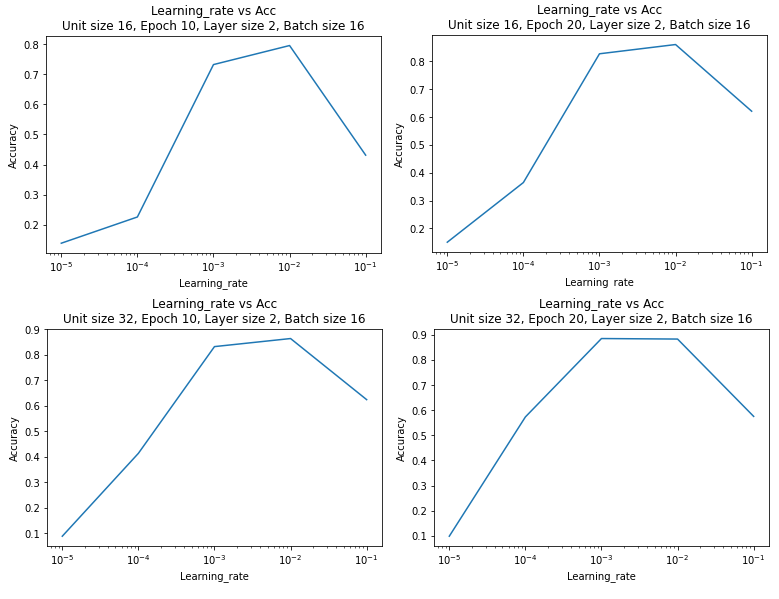 Learning_rate vs Acc
Unit size 16, Epoch 10, Layer size 2, Batch size 16
0.8
0.7
0.6
0.5
0.4
0.3
0.2
Accuracy
10⁻⁵ 10⁻⁴ 10⁻³ 10⁻² 10⁻¹
Learning_rate
Learning_rate vs Acc
Unit size 16, Epoch 20, Layer size 2, Batch size 16
0.8
0.7
0.6
0.5
0.4
0.3
0.2
Accuracy
10⁻⁵ 10⁻⁴ 10⁻³ 10⁻² 10⁻¹
Learning rate
Learning_rate vs Acc
Unit size 32, Epoch 10, Layer size 2, Batch size 16
0.9
0.8
0.7
0.6
0.5
0.4
0.3
0.2
0.1
Accuracy
10⁻⁵ 10⁻⁴ 10⁻³ 10⁻² 10⁻¹
Learning_rate
Learning_rate vs Acc
Unit size 32, Epoch 20, Layer size 2, Batch size 16
0.9
0.8
0.7
0.6
0.5
0.4
0.3
0.2
0.1
Accuracy
10⁻⁵ 10⁻⁴ 10⁻³ 10⁻² 10⁻¹
Learning_rate